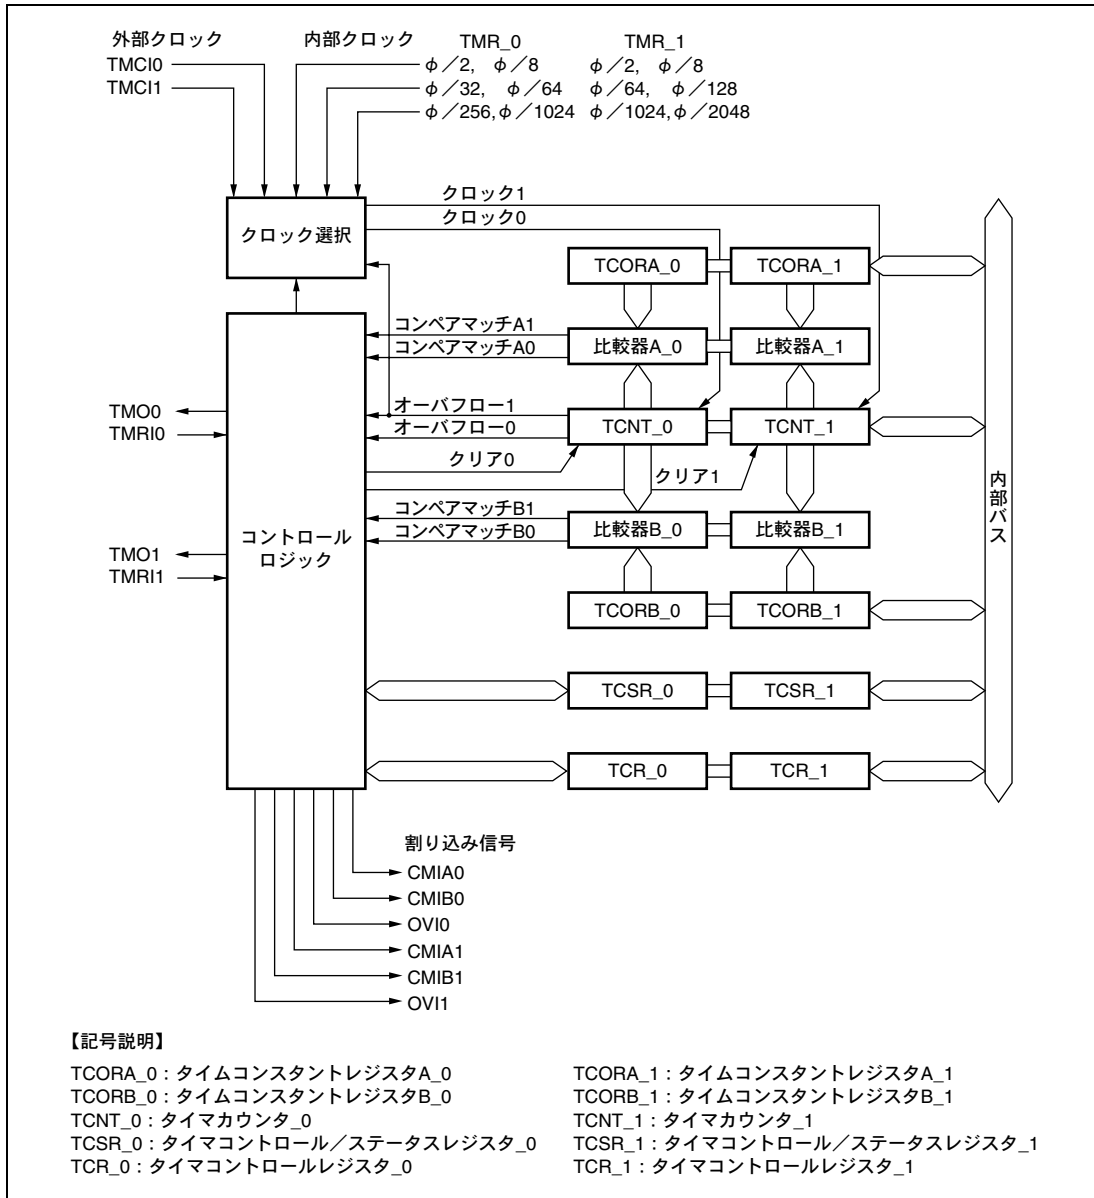 外部クロック 内部クロック TMR_0 TMR_1
TMCI0 φ／2, φ／8 φ／2, φ／8
TMCI1 φ／32, φ／64 φ／64, φ／128
φ／256,φ／1024 φ／1024,φ／2048
クロック1
クロック0
クロック選択
TCORA_0 TCORA_1
コンペアマッチA1
コンペアマッチA0
比較器A_0 比較器A_1
TMO0
TMRI0
オーバフロー1
オーバフロー0
TCNT_0 TCNT_1
クリア0
クリア1
内部バス
コンペアマッチB1
コンペアマッチB0
比較器B_0 比較器B_1
コントロール
ロジック
TMO1
TMRI1
TCORB_0 TCORB_1
TCSR_0 TCSR_1
TCR_0 TCR_1
割り込み信号
CMIA0
CMIB0
OVI0
CMIA1
CMIB1
OVI1
【記号説明】
TCORA_0：タイムコンスタントレジスタA_0 TCORA_1：タイムコンスタントレジスタA_1
TCORB_0：タイムコンスタントレジスタB_0 TCORB_1：タイムコンスタントレジスタB_1
TCNT_0：タイマカウンタ_0 TCNT_1：タイマカウンタ_1
TCSR_0：タイマコントロール／ステータスレジスタ_0 TCSR_1：タイマコントロール／ステータスレジスタ_1
TCR_0：タイマコントロールレジスタ_0 TCR_1：タイマコントロールレジスタ_1